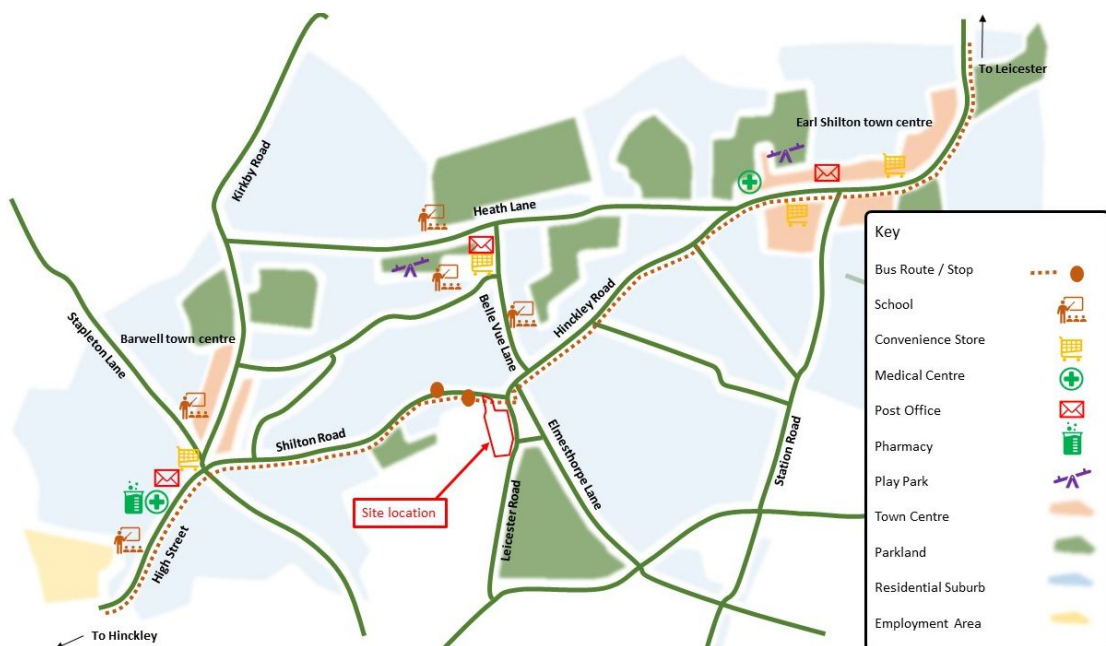 To Leicester
Earl Shilton town centre
Kirkby Road
Heath Lane
Hinckley Road
Belle Vue Lane
Stapleton Lane
Barwell town centre
Shilton Road
Elmesthorpe Lane
Station Road
Site location
Leicester Road
High Street
To Hinckley
Key
Bus Route / Stop
School
Convenience Store
Medical Centre
Post Office
Pharmacy
Play Park
Town Centre
Parkland
Residential Suburb
Employment Area